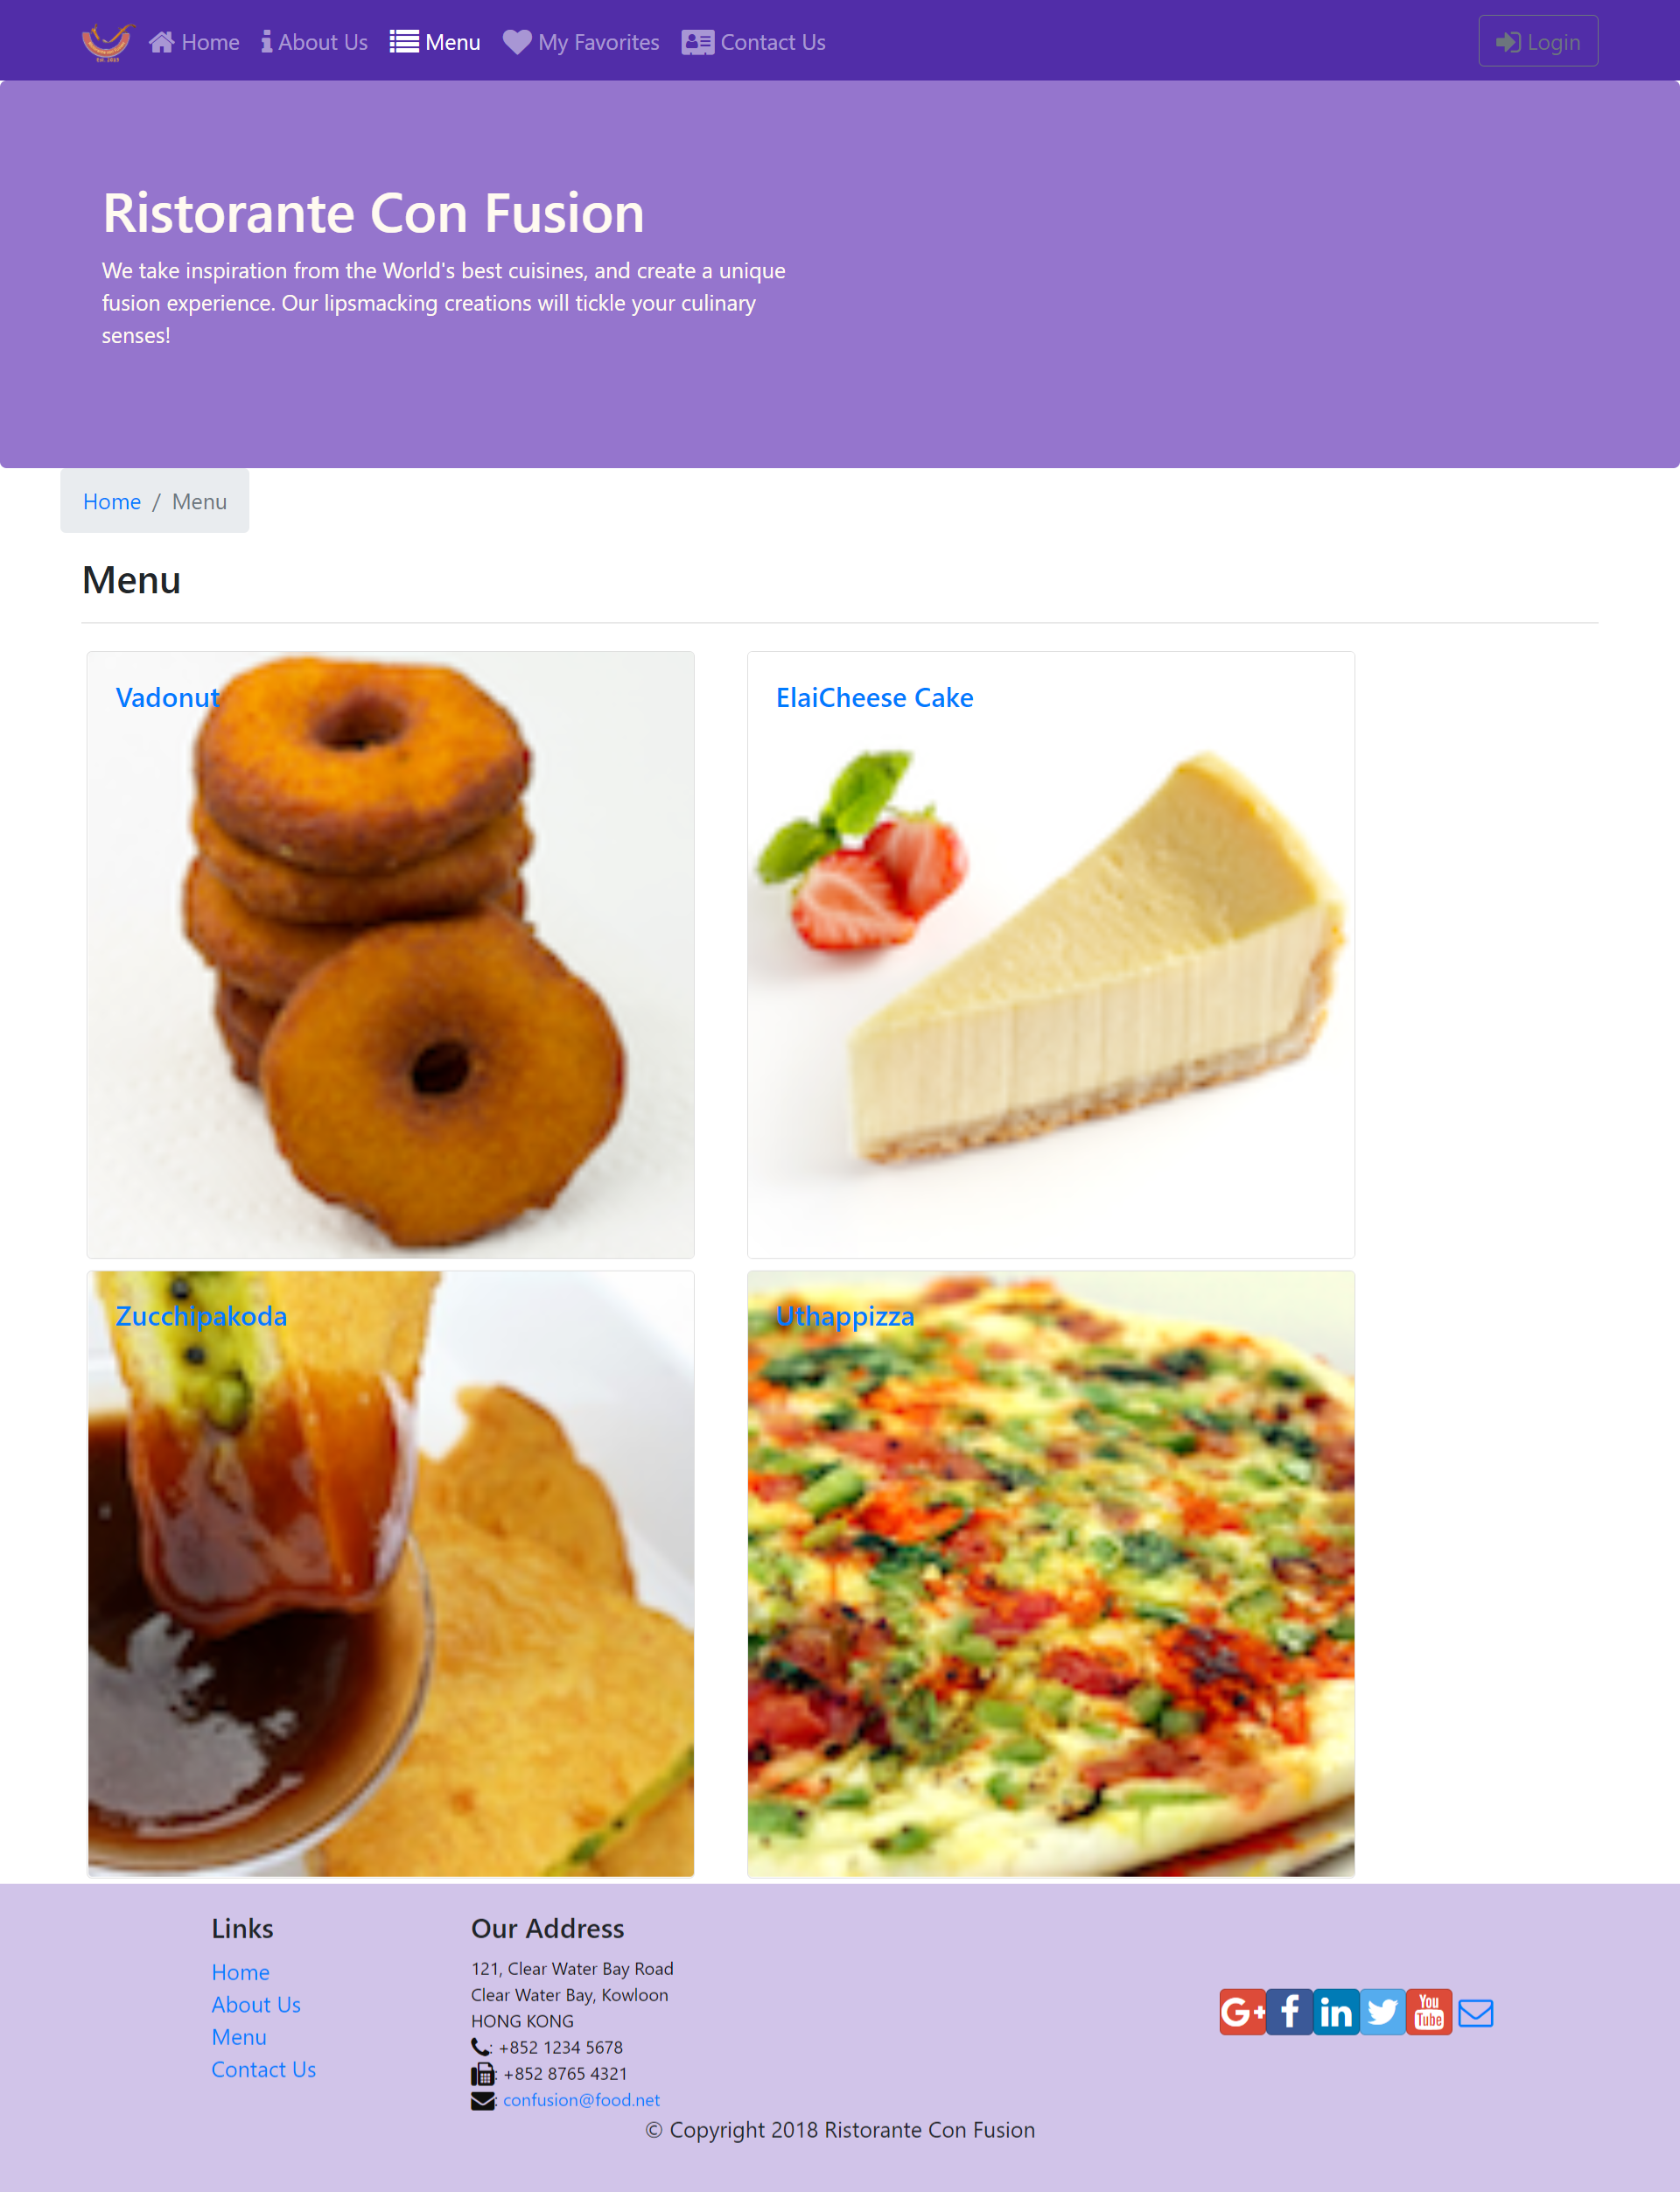 Home
About Us
Menu
My Favorites
Contact Us
Login
Ristorante Con Fusion
We take inspiration from the World's best cuisines, and create a unique
fusion experience. Our lipsmacking creations will tickle your culinary
senses!
Home / Menu
Menu
Vadonut
ElaiCheese Cake
Zucchipakoda
Uthappizza
Links
Home
About Us
Menu
Contact Us
Our Address
121, Clear Water Bay Road
Clear Water Bay, Kowloon
HONG KONG
: +852 1234 5678
: +852 8765 4321
: confusion@food.net
G+
f
in
You
Tube
© Copyright 2018 Ristorante Con Fusion